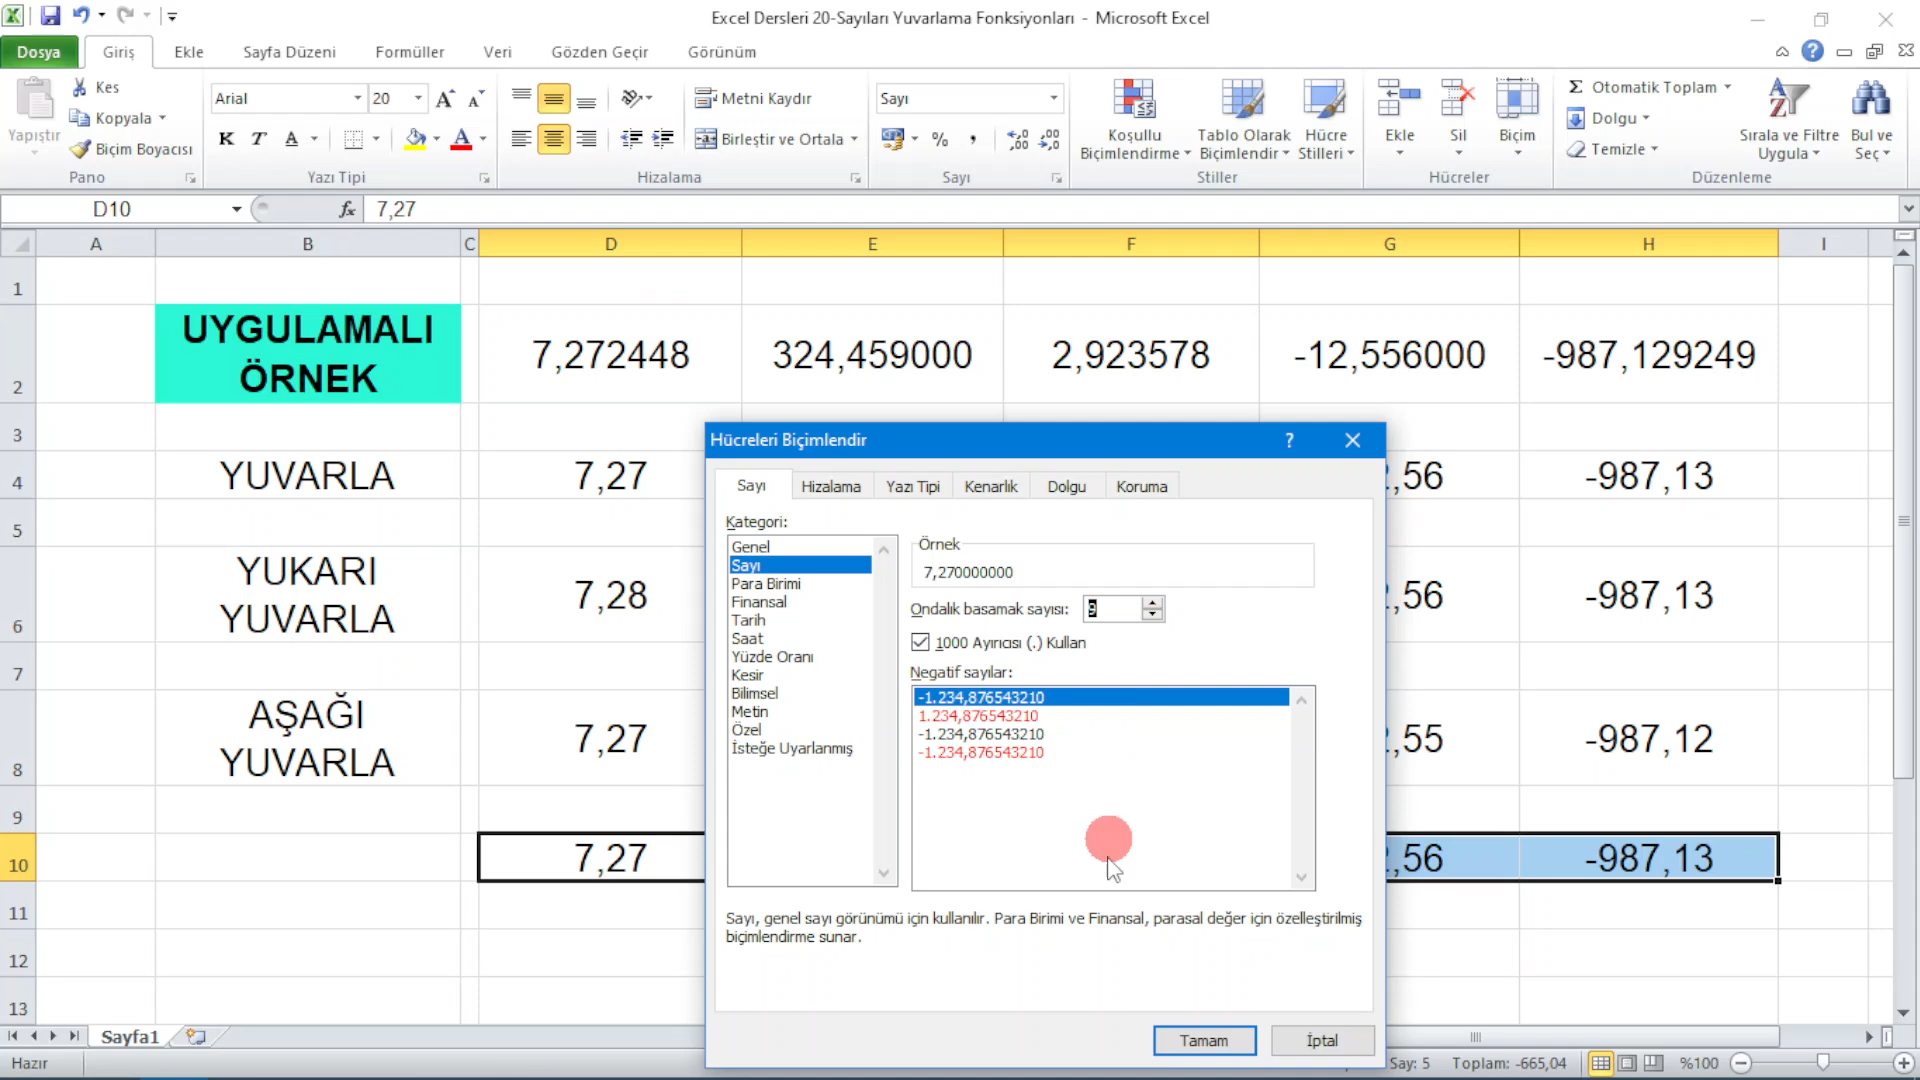 Excel Dersleri 20-Sayıları Yuvarlama Fonksiyonları - Microsoft Excel
Dosya Giriş Ekle Sayfa Düzeni Formüller Veri Gözden Geçir Görünüm
Yapıştır
Kes
Kopyala
Biçim Boyacısı
Pano
Arial 20
K T A
Yazı Tipi
Metni Kaydır
Birleştir ve Ortala
Hizalama
Sayı
%
Sayı
Koşullu Biçimlendirme
Tablo Olarak Biçimlendir
Hücre Stilleri
Stiller
Ekle Sil Biçim
Hücreler
Σ Otomatik Toplam
Dolgu
Temizle
Sırala ve Filtre Uygula
Bul ve Seç
Düzenleme
D10 fx 7,27
A B C D E F G H I
1
2 UYGULAMALI ÖRNEK 7,272448 324,459000 2,923578 -12,556000 -987,129249
3
4 YUVARLA 7,27 ,56 -987,13
5
6 YUKARI YUVARLA 7,28 ,56 -987,13
7
8 AŞAĞI YUVARLA 7,27 ,55 -987,12
9
10 7,27 ,56 -987,13
11
12
13
Hücreleri Biçimlendir ?
Sayı Hizalama Yazı Tipi Kenarlık Dolgu Koruma
Kategori:
Genel
Sayı
Para Birimi
Finansal
Tarih
Saat
Yüzde Oranı
Kesir
Bilimsel
Metin
Özel
İsteğe Uyarlanmış
Örnek
7,270000000
Ondalık basamak sayısı: 9
1000 Ayırıcısı (.) Kullan
Negatif sayılar:
-1.234,876543210
1.234,876543210
-1.234,876543210
-1.234,876543210
Sayı, genel sayı görünümü için kullanılır. Para Birimi ve Finansal, parasal değer için özelleştirilmiş
biçimlendirme sunar.
Tamam İptal
Sayfa1
Hazır Say: 5 Toplam: -665,04 %100